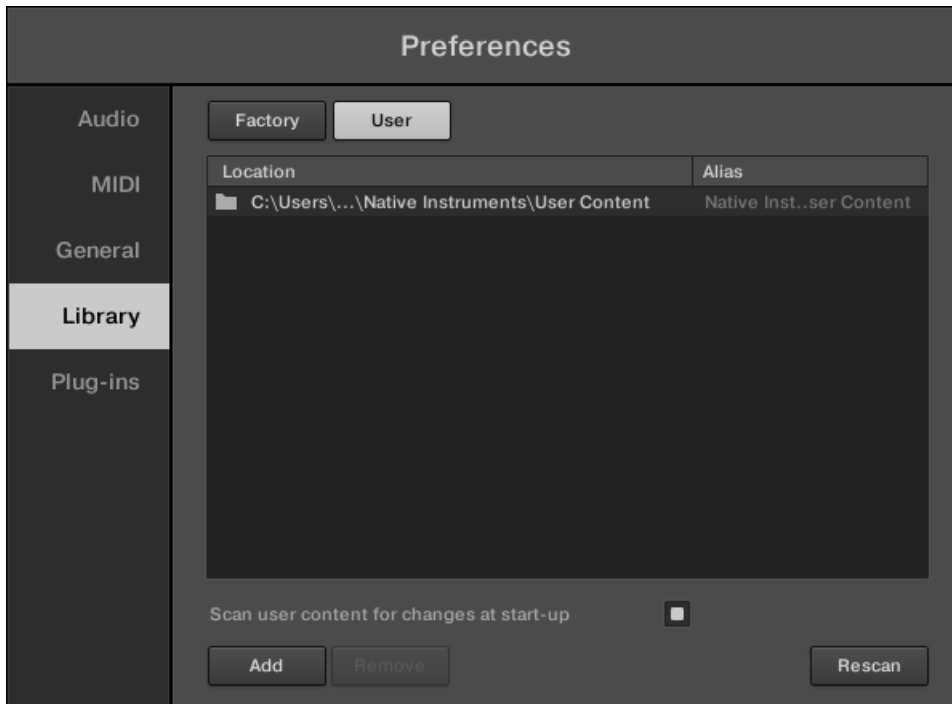 Preferences
Audio
MIDI
General
Library
Plug-ins
Factory User
Location Alias
C:\Users\...\Native Instruments\User Content Native Inst..ser Content
Scan user content for changes at start-up
Add Remove Rescan